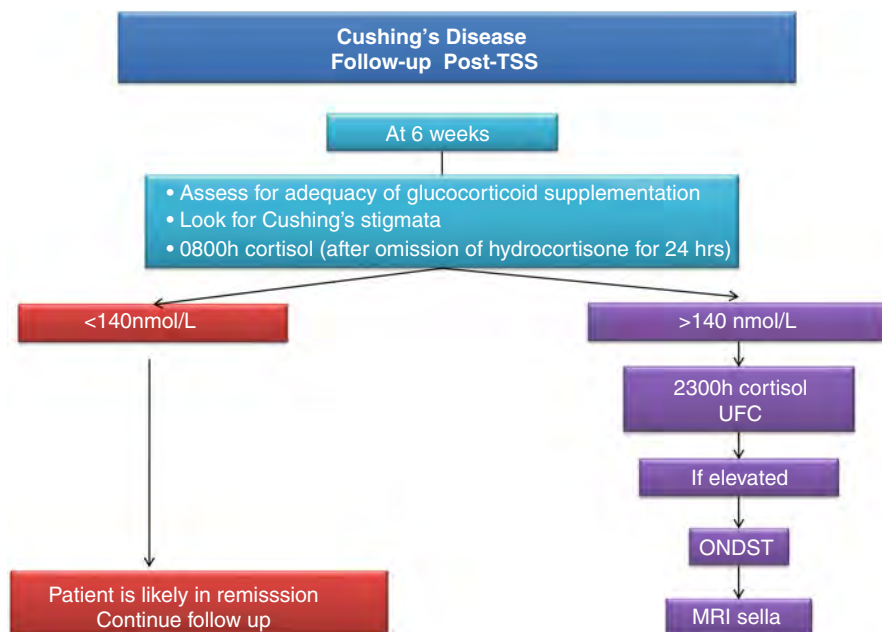 Cushing's Disease
Follow-up Post-TSS
At 6 weeks
• Assess for adequacy of glucocorticoid supplementation
• Look for Cushing's stigmata
• 0800h cortisol (after omission of hydrocortisone for 24 hrs)
<140nmol/L
>140 nmol/L
2300h cortisol
UFC
If elevated
ONDST
MRI sella
Patient is likely in remisssion
Continue follow up